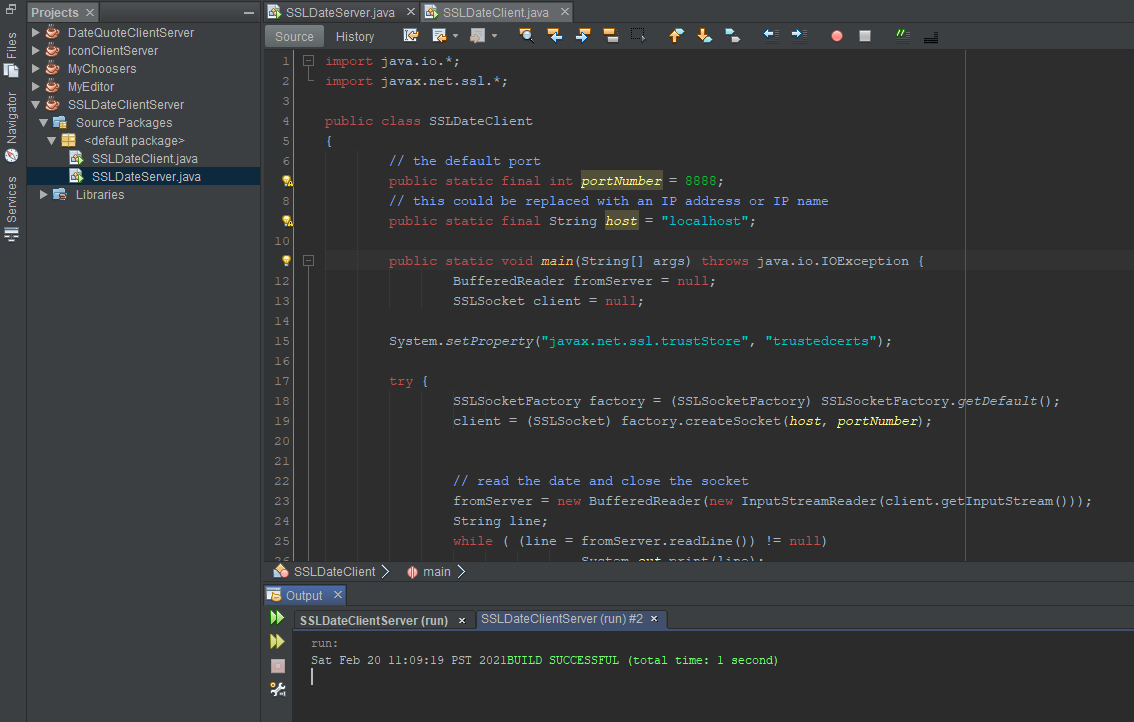 Projects
Files
Navigator
Services
DateQuoteClientServer
IconClientServer
MyChoosers
MyEditor
SSLDateClientServer
Source Packages
<default package>
SSLDateClient.java
SSLDateServer.java
Libraries
SSLDateServer.java
SSLDateClient.java
Source
History
1 import java.io.*;
2 import javax.net.ssl.*;
3
4 public class SSLDateClient
5 {
6 // the default port
public static final int portNumber = 8888;
8 // this could be replaced with an IP address or IP name
public static final String host = "localhost";
10
public static void main(String[] args) throws java.io.IOException {
12 BufferedReader fromServer = null;
13 SSLSocket client = null;
14
15 System.setProperty("javax.net.ssl.trustStore", "trustedcerts");
16
17 try {
18 SSLSocketFactory factory = (SSLSocketFactory) SSLSocketFactory.getDefault();
19 client = (SSLSocket) factory.createSocket(host, portNumber);
20
21
22 // read the date and close the socket
23 fromServer = new BufferedReader(new InputStreamReader(client.getInputStream()));
24 String line;
25 while ( (line = fromServer.readLine()) != null)
26 System.out.print(line);
SSLDateClient
main
Output
SSLDateClientServer (run)
SSLDateClientServer (run) #2
run:
Sat Feb 20 11:09:19 PST 2021BUILD SUCCESSFUL (total time: 1 second)